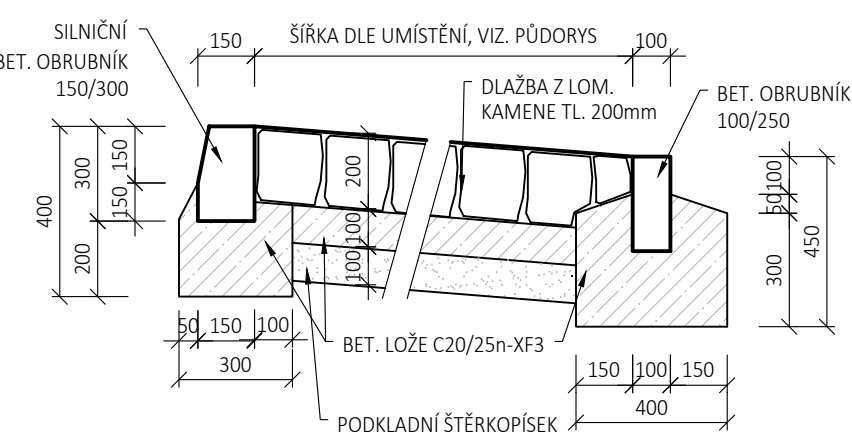 SILNIČNÍ
BET. OBRUBNÍK
150/300
150
ŠÍŘKA DLE UMÍSTĚNÍ, VIZ. PŮDORYS
100
DLAŽBA Z LOM.
KAMENE TL. 200mm
BET. OBRUBNÍK
100/250
400
300
200
150
150
200
100
100
100
50
300
450
50 150 100
300
BET. LOŽE C20/25n-XF3
150 100 150
400
PODKLADNÍ ŠTĚRKOPÍSEK